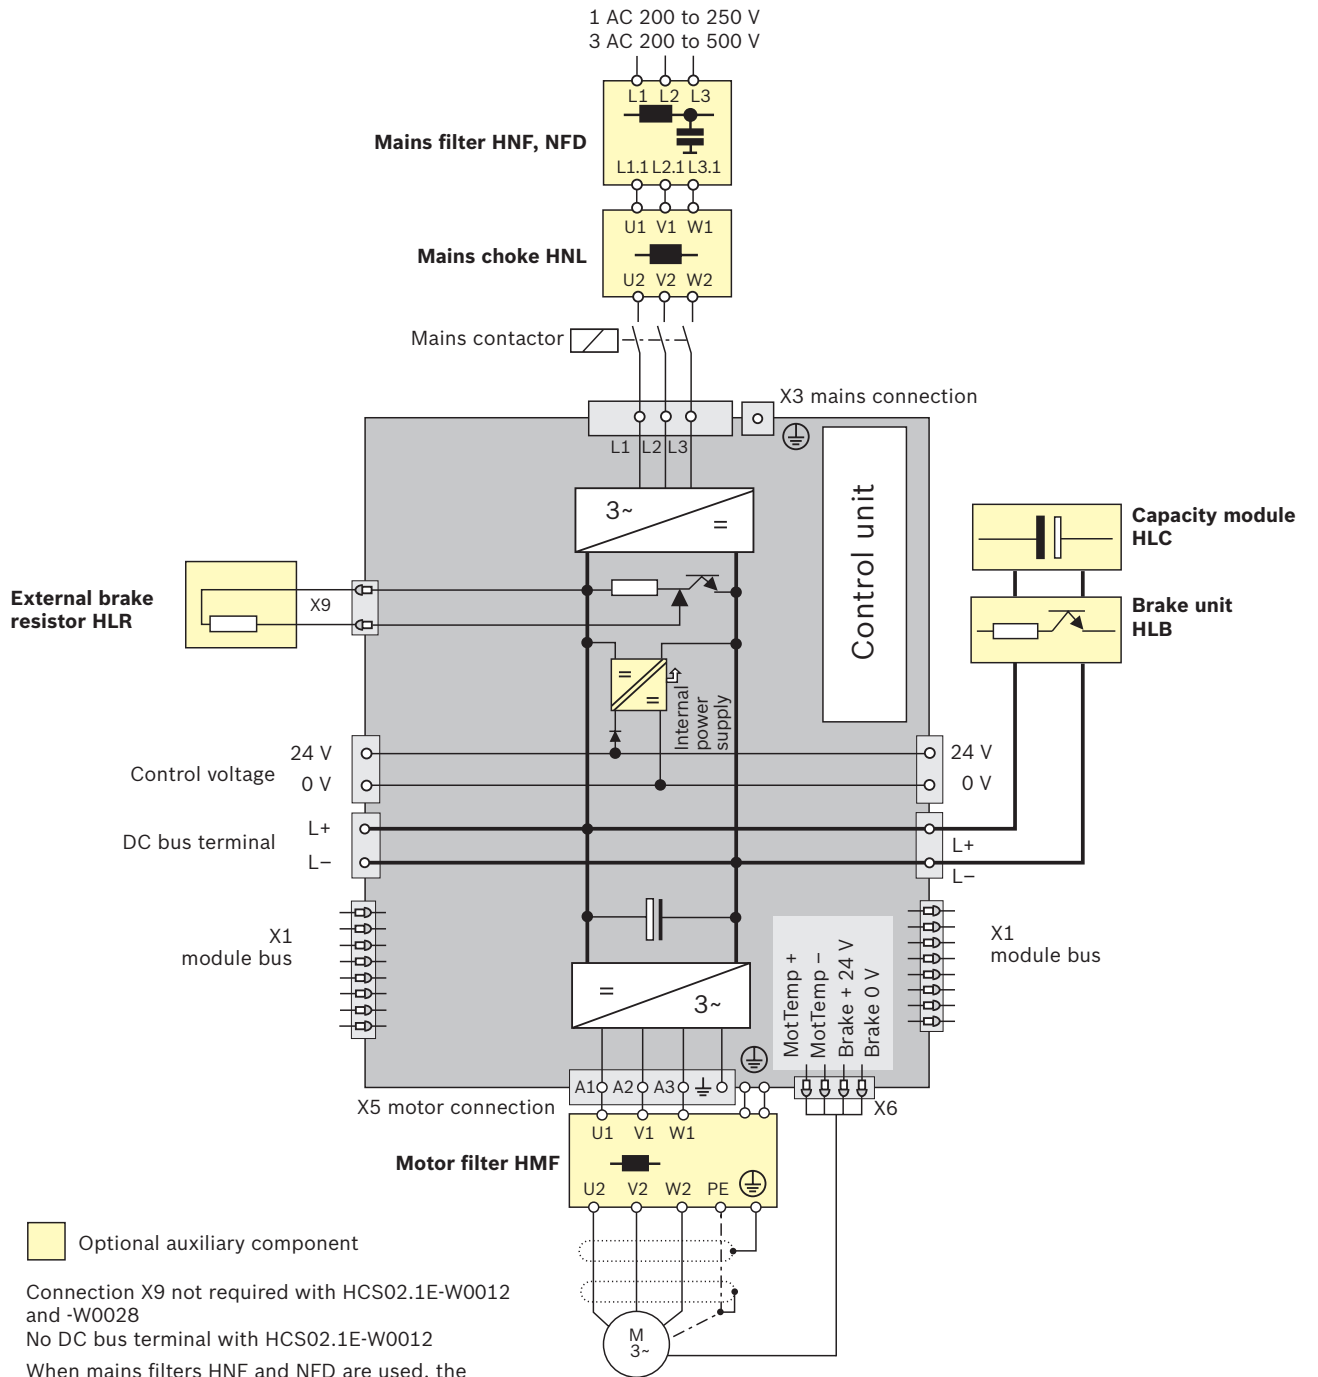 1 AC 200 to 250 V
3 AC 200 to 500 V
L1 L2 L3
Mains filter HNF, NFD
L1.1 L2.1 L3.1
U1 V1 W1
Mains choke HNL
U2 V2 W2
Mains contactor
X3 mains connection
L1 L2 L3
3~
=
Control unit
Capacity module
HLC
External brake
resistor HLR
X9
Brake unit
HLB
=
=
Internal
power
supply
Control voltage
24 V
0 V
24 V
0 V
DC bus terminal
L+
L–
L+
L–
X1
module bus
X1
module bus
=
3~
MotTemp +
MotTemp –
Brake + 24 V
Brake 0 V
A1 A2 A3
X5 motor connection
X6
U1 V1 W1
Motor filter HMF
U2 V2 W2 PE
M
3~
Optional auxiliary component
Connection X9 not required with HCS02.1E-W0012
and -W0028
No DC bus terminal with HCS02.1E-W0012
When mains filters HNF and NFD are used, the